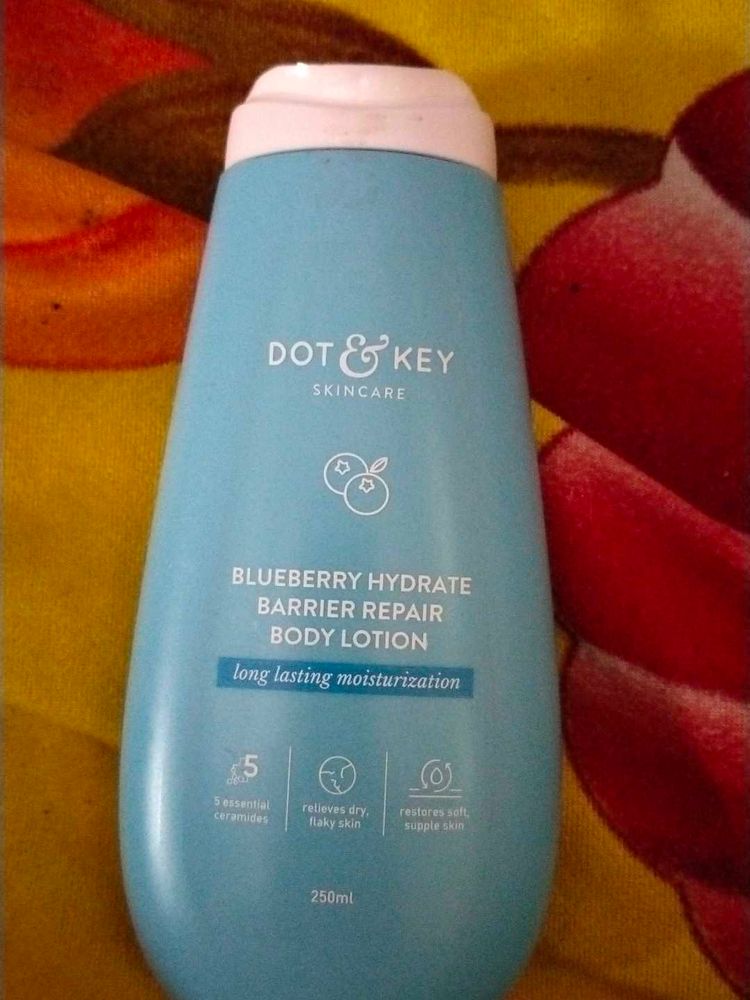 DOT & KEY
SKINCARE
BLUEBERRY HYDRATE
BARRIER REPAIR
BODY LOTION
long lasting moisturization
5
5 essential
ceramides
relieves dry,
flaky skin
restores soft,
supple skin
250ml